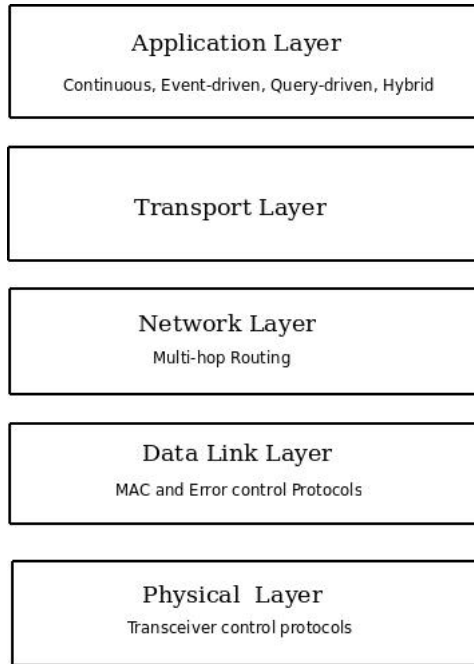 Application Layer
Continuous, Event-driven, Query-driven, Hybrid
Transport Layer
Network Layer
Multi-hop Routing
Data Link Layer
MAC and Error control Protocols
Physical Layer
Transceiver control protocols